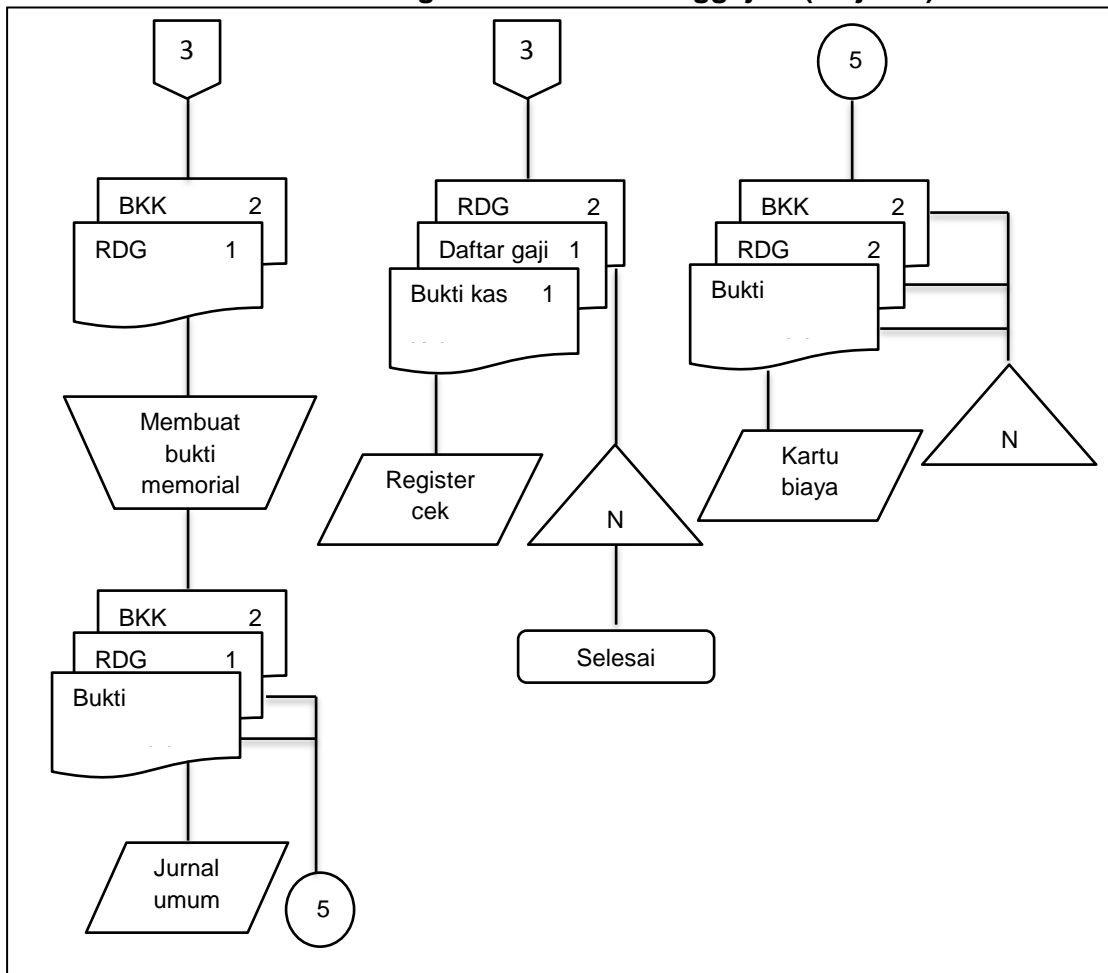 3
BKK 2
RDG 1
Membuat
bukti
memorial
BKK 2
RDG 1
Bukti
Jurnal
umum
5
3
RDG 2
Daftar gaji 1
Bukti kas 1
Register
cek
N
Selesai
5
BKK 2
RDG 2
Bukti
Kartu
biaya
N